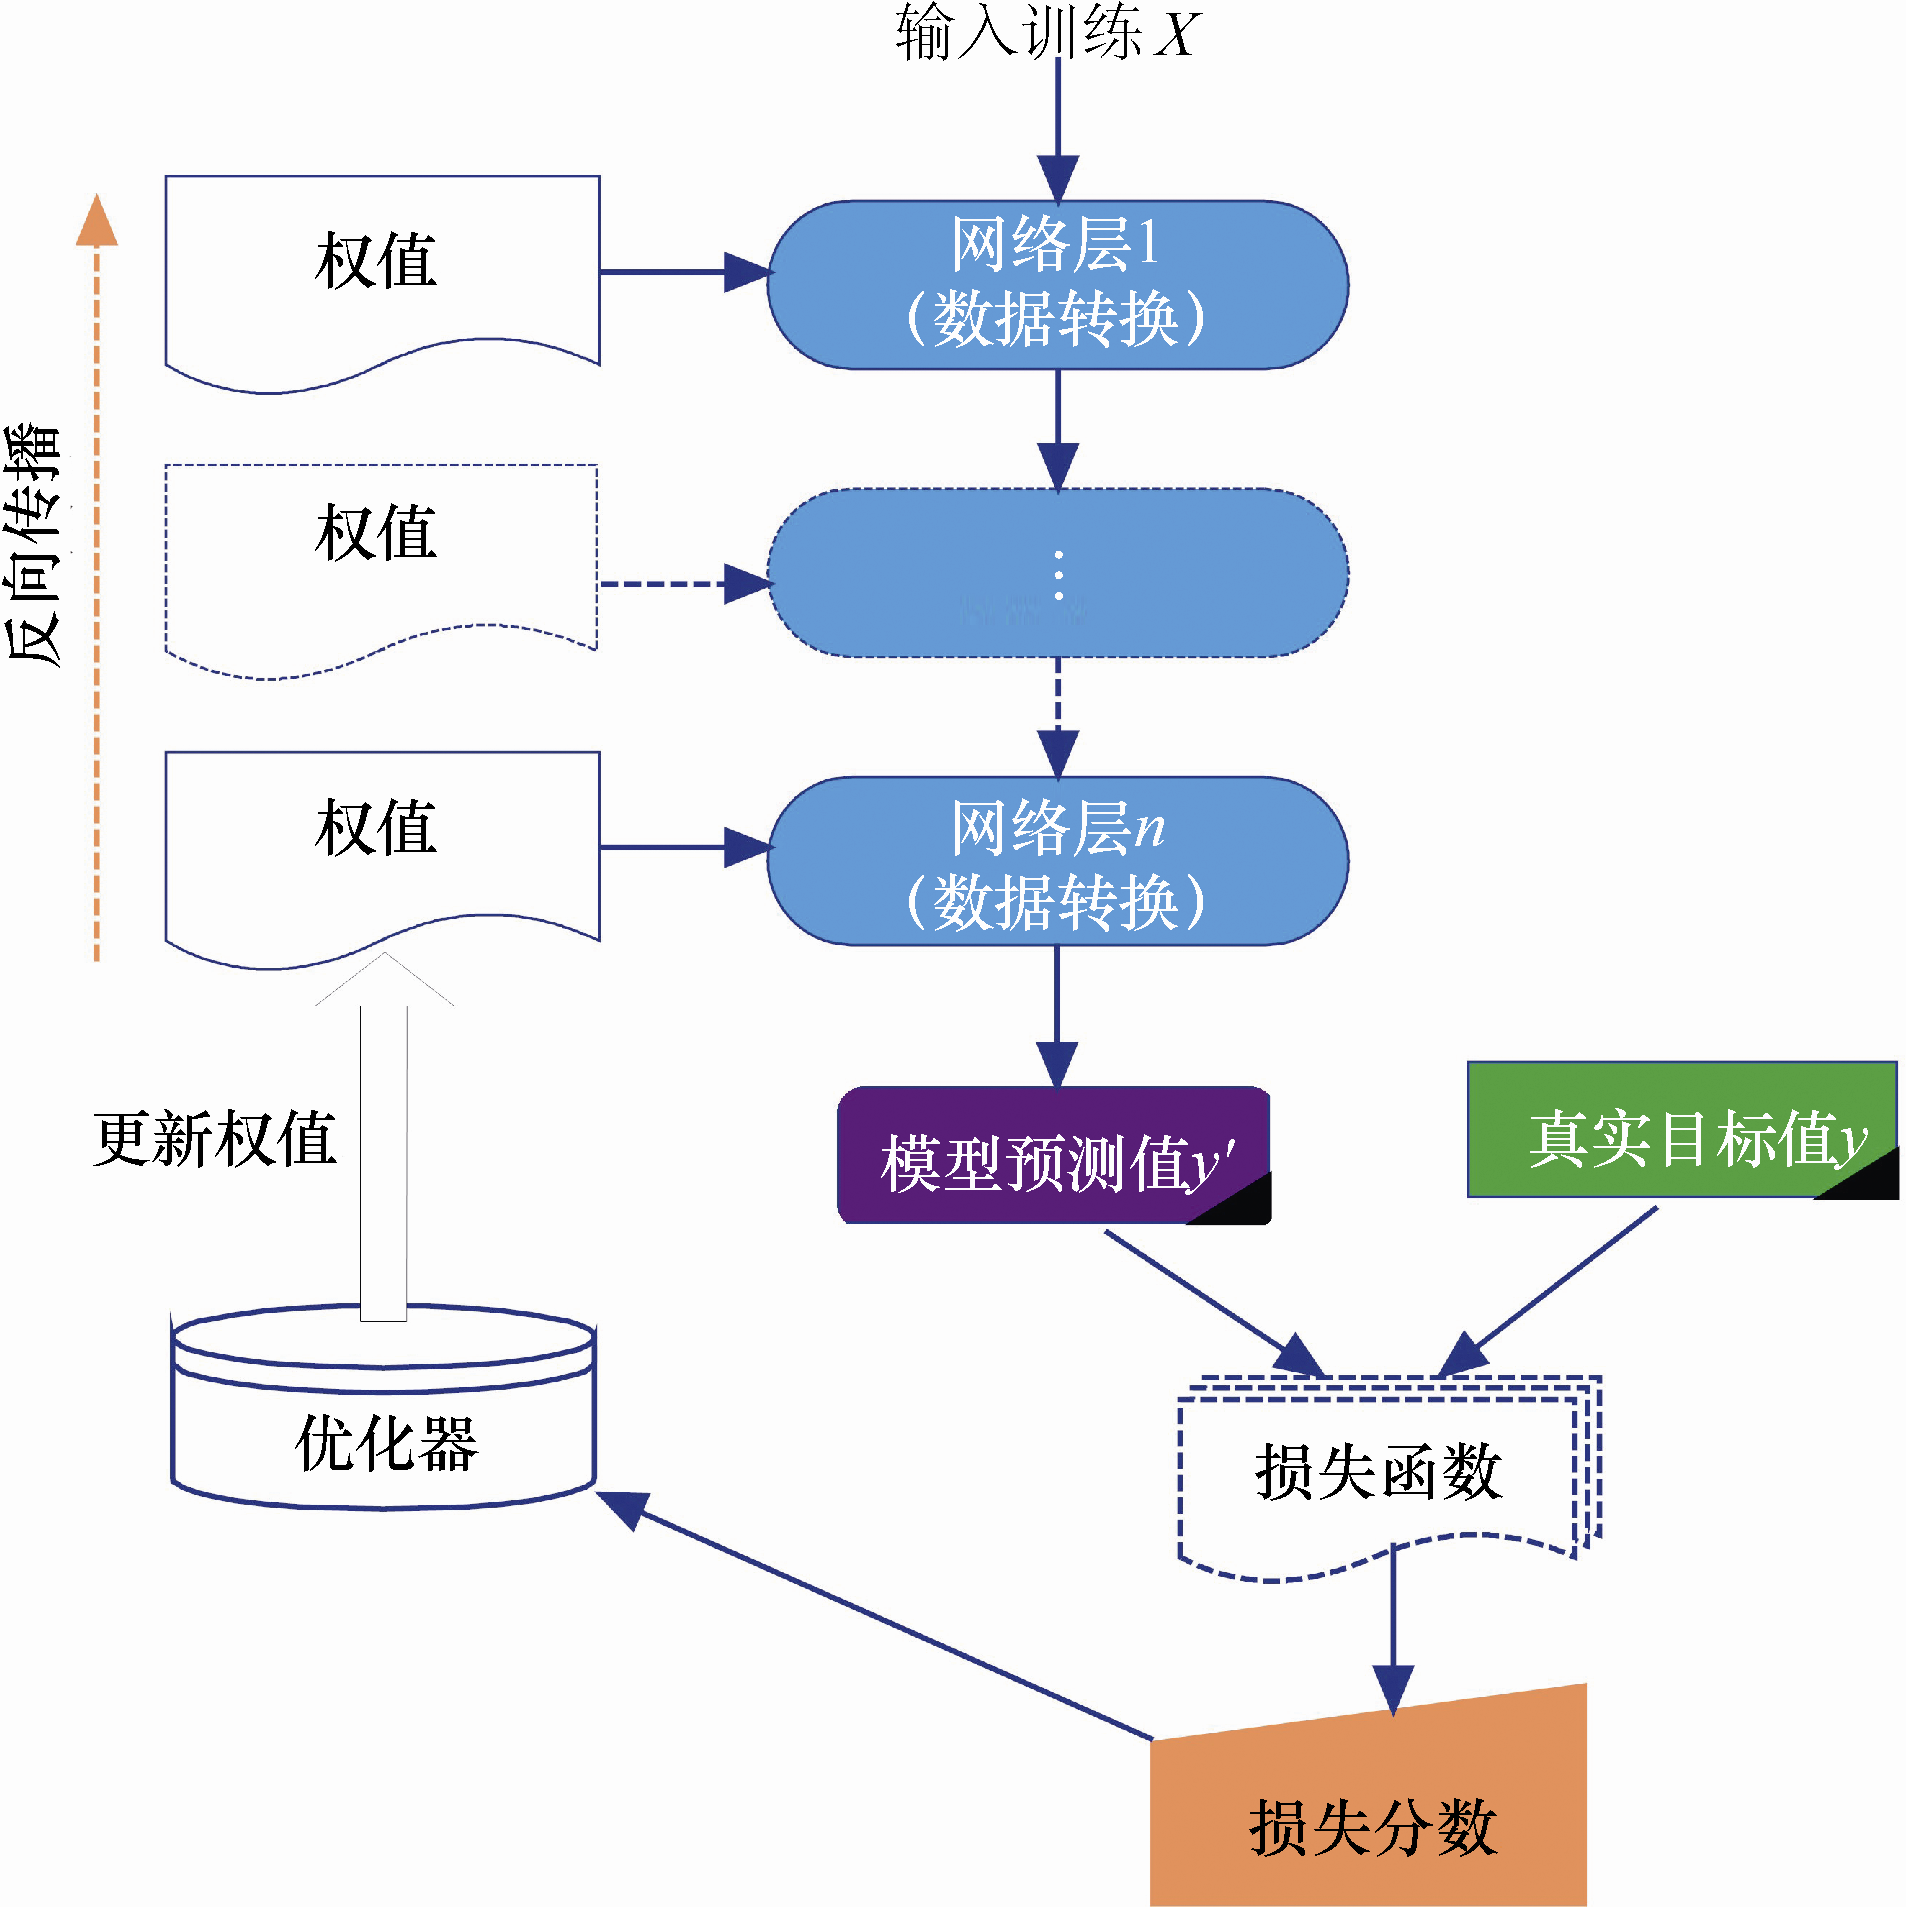 输入训练 X
权值
网络层1
（数据转换）
反向传播
权值
⋮
权值
网络层n
（数据转换）
更新权值
模型预测值y′
真实目标值y
优化器
损失函数
损失分数